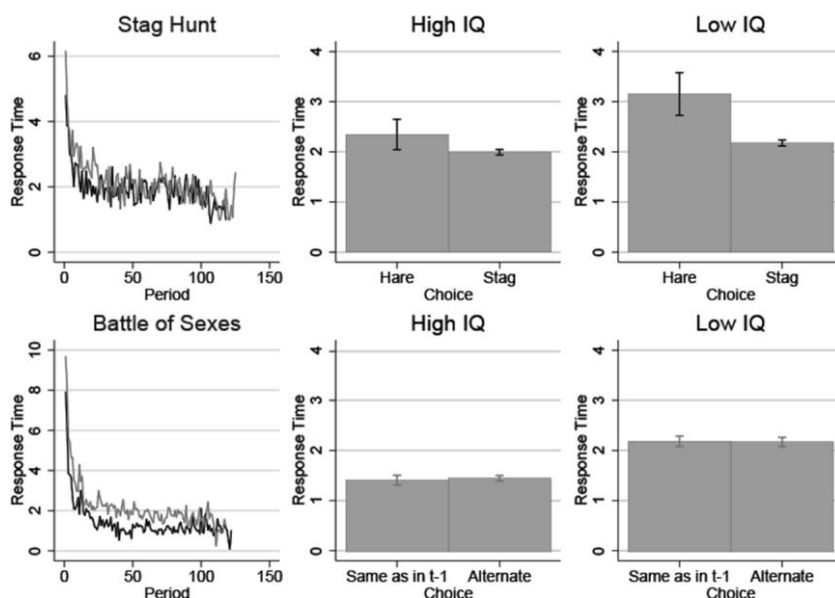 Stag Hunt
Response Time
6
4
2
0
0 50 100 150
Period
High IQ
Response Time
4
3
2
1
0
Hare Stag
Choice
Low IQ
Response Time
4
3
2
1
0
Hare Stag
Choice
Battle of Sexes
Response Time
10
8
6
4
2
0
0 50 100 150
Period
High IQ
Response Time
4
3
2
1
0
Same as in t-1 Alternate
Choice
Low IQ
Response Time
4
3
2
1
0
Same as in t-1 Alternate
Choice